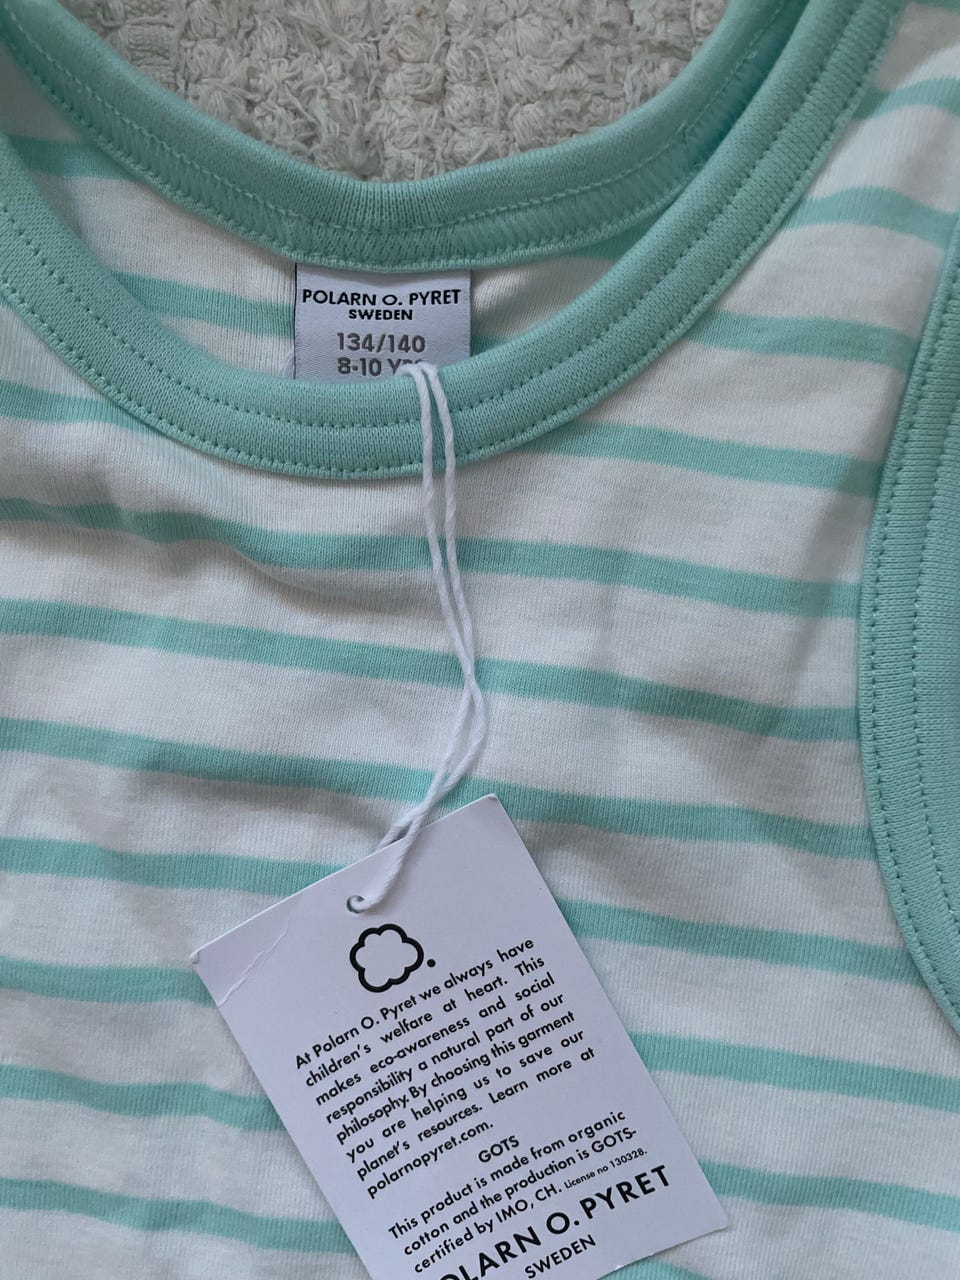 POLARN O. PYRET
SWEDEN
134/140
8-10
At Polarn O. Pyret we always have
children's welfare at heart. This
makes eco-awareness and social
responsibility a natural part of our
philosophy. By choosing this garment
you are helping us to save our
planet's resources. Learn more at
polarnopyret.com.
GOTS
This product is made from organic
cotton and the production is GOTS-
certified by IMO, CH. License no 130328.
O. PYRET
SWEDEN